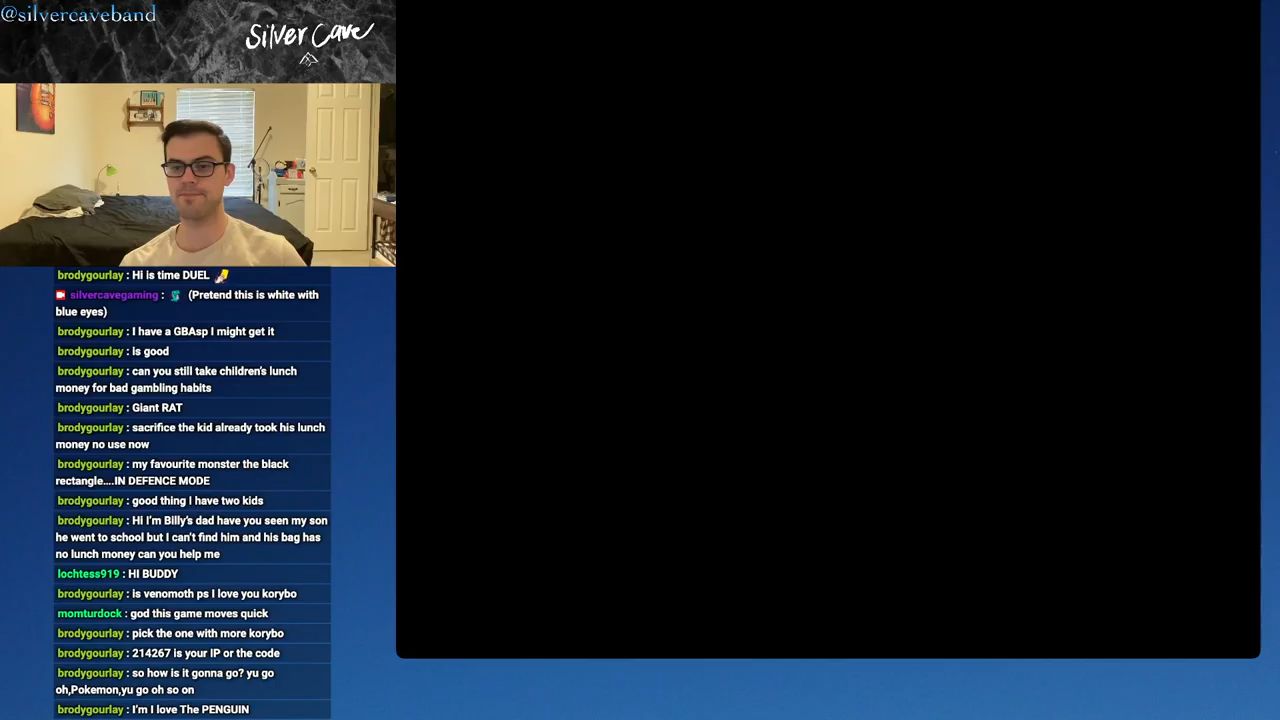 @silvercaveband
Silver Cave
brodygourlay : Hi is time DUEL
silvercavegaming : (Pretend this is white with
blue eyes)
brodygourlay : I have a GBAsp I might get it
brodygourlay : is good
brodygourlay : can you still take children's lunch
money for bad gambling habits
brodygourlay : Giant RAT
brodygourlay : sacrifice the kid already took his lunch
money no use now
brodygourlay : my favourite monster the black
rectangle....IN DEFENCE MODE
brodygourlay : good thing I have two kids
brodygourlay : Hi I'm Billy's dad have you seen my son
he went to school but I can't find him and his bag has
no lunch money can you help me
lochtess919 : HI BUDDY
brodygourlay : is venomoth ps I love you korybo
momturdock : god this game moves quick
brodygourlay : pick the one with more korybo
brodygourlay : 214267 is your IP or the code
brodygourlay : so how is it gonna go? yu go
oh,Pokemon,yu go oh so on
brodygourlay : I'm I love The PENGUIN